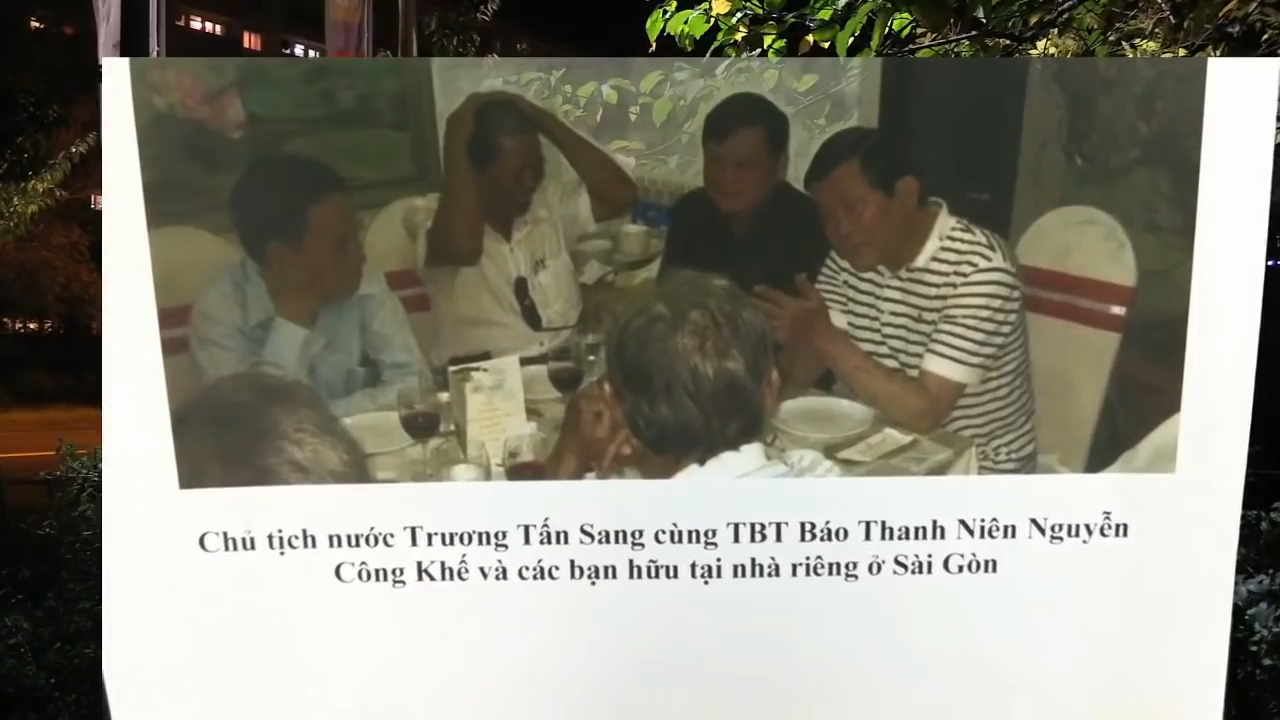 Chủ tịch nước Trương Tấn Sang cùng TBT Báo Thanh Niên Nguyễn
Công Khế và các bạn hữu tại nhà riêng ở Sài Gòn